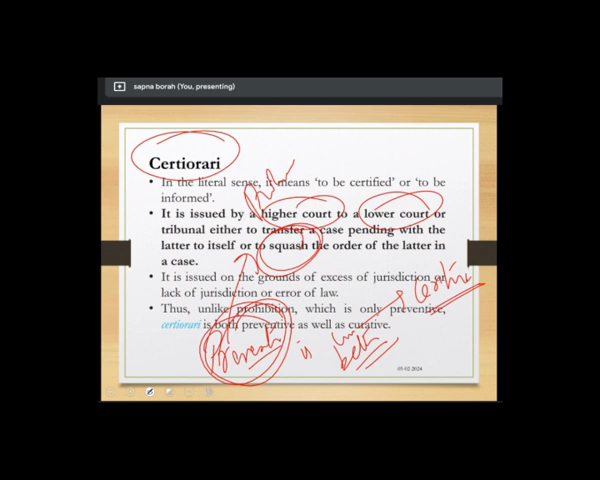 sapna borah (You, presenting)
Certiorari
• In the literal sense, it means 'to be certified' or 'to be
informed'.
• It is issued by a higher court to a lower court or
tribunal either to transfer a case pending with the
latter to itself or to squash the order of the latter in
a case.
• It is issued on the grounds of excess of jurisdiction or
lack of jurisdiction or error of law.
• Thus, unlike prohibition, which is only preventive,
certiorari is both preventive as well as curative.
is
03-02-2024